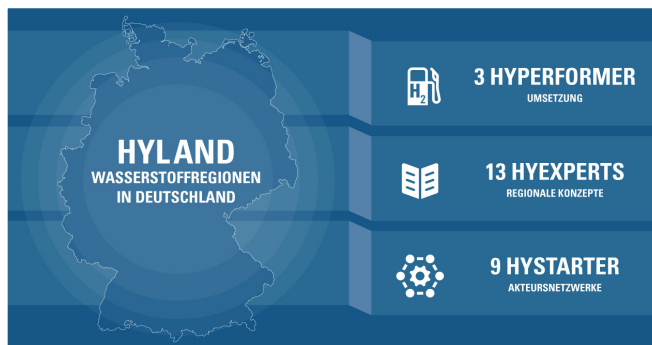 HYLAND
WASSERSTOFFREGIONEN
IN DEUTSCHLAND
H2
3 HYPERFORMER
UMSETZUNG
13 HYEXPERTS
REGIONALE KONZEPTE
9 HYSTARTER
AKTEURSNETZWERKE